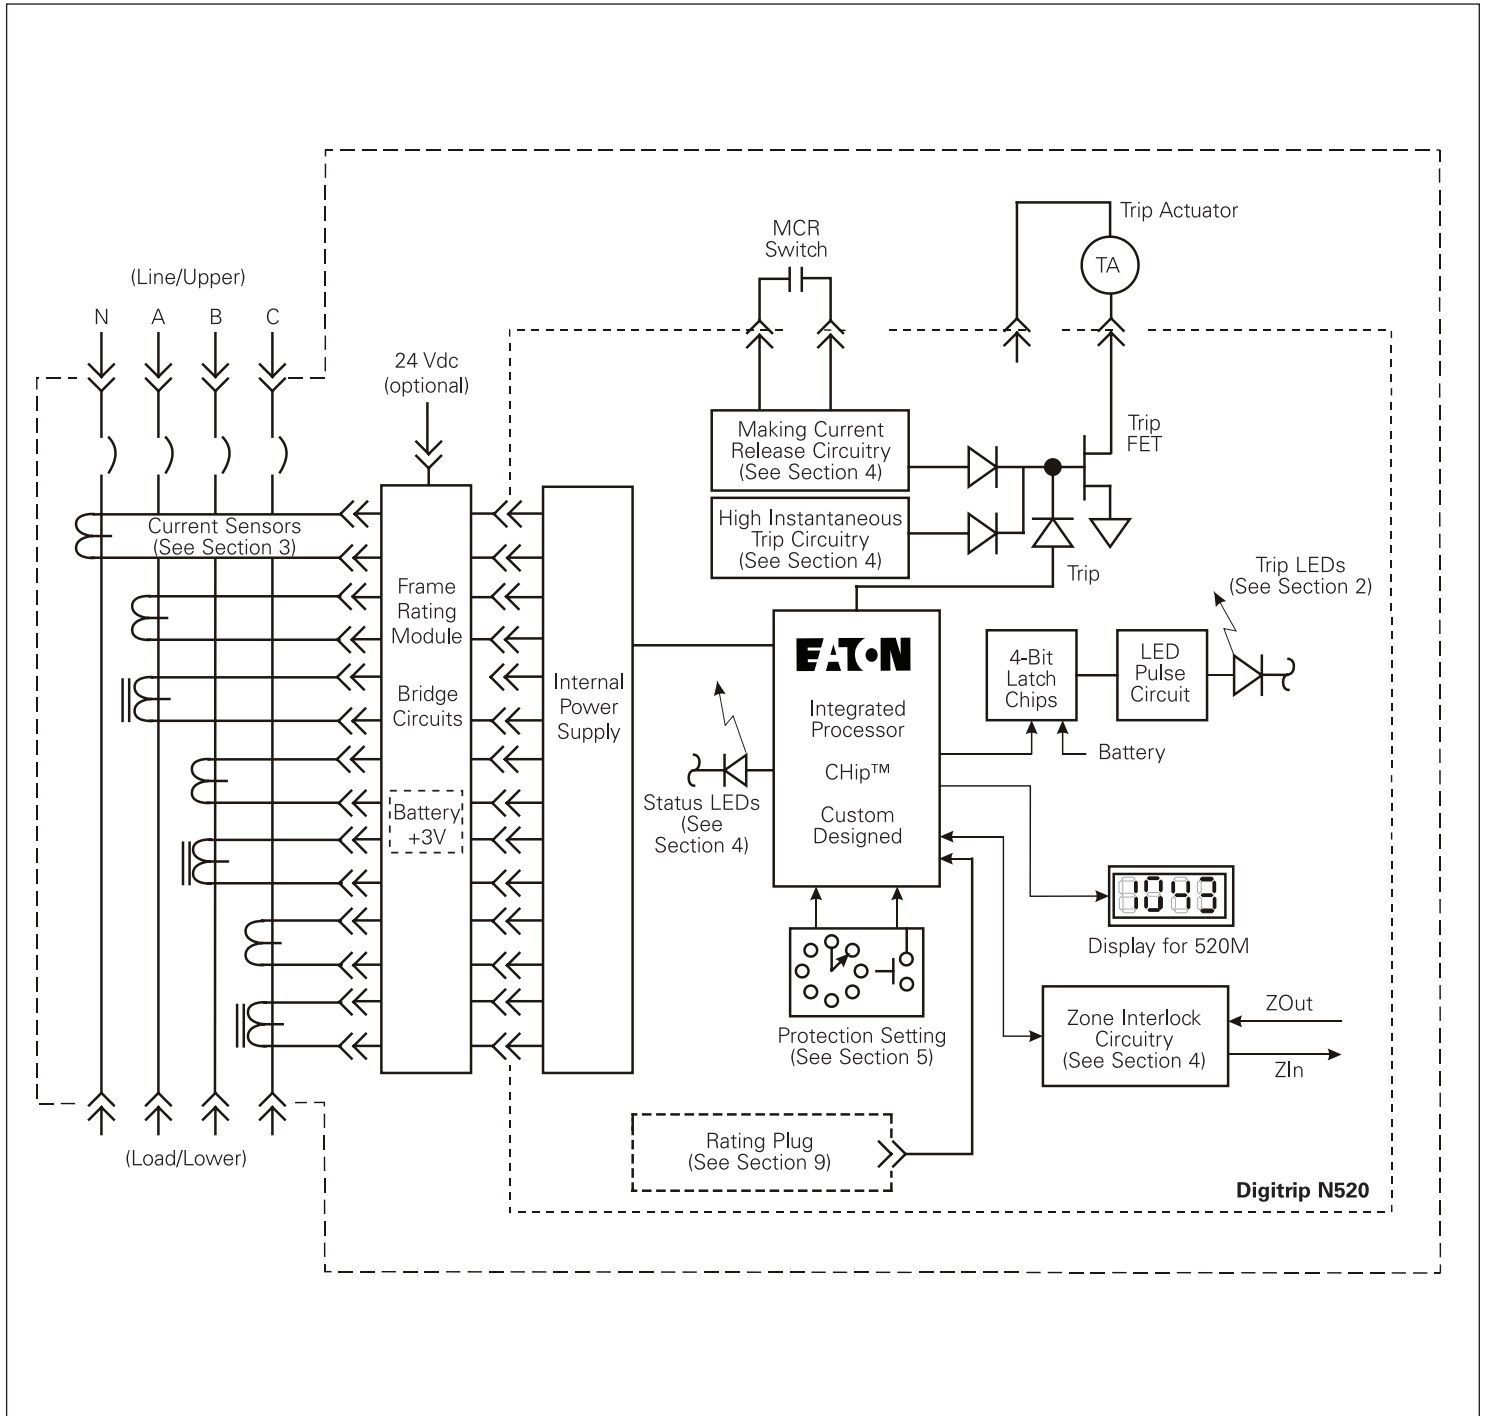 MCR
Switch
Trip Actuator
TA
(Line/Upper)
N A B C
24 Vdc
(optional)
Making Current
Release Circuitry
(See Section 4)
Trip
FET
High Instantaneous
Trip Circuitry
(See Section 4)
Trip
Current Sensors
(See Section 3)
Frame
Rating
Module
Bridge
Circuits
Battery
+3V
Internal
Power
Supply
EATON
Integrated
Processor
CHip™
Custom
Designed
Status LEDs
(See
Section 4)
4-Bit
Latch
Chips
LED
Pulse
Circuit
Trip LEDs
(See Section 2)
Battery
1043
Display for 520M
Protection Setting
(See Section 5)
Zone Interlock
Circuitry
(See Section 4)
ZOut
ZIn
Rating Plug
(See Section 9)
(Load/Lower)
Digitrip N520